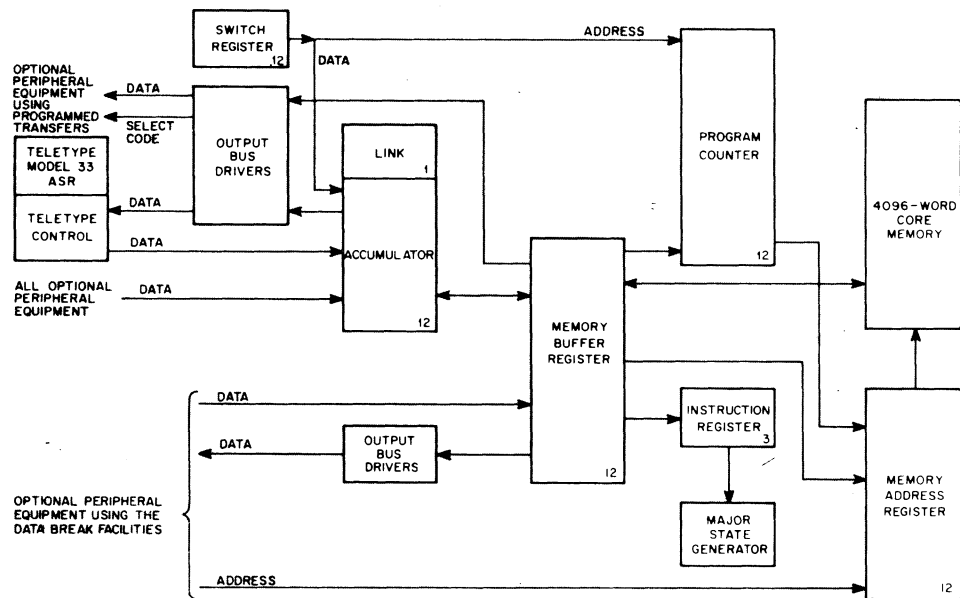 SWITCH
REGISTER
12
ADDRESS
DATA
OPTIONAL
PERIPHERAL
EQUIPMENT
USING
PROGRAMMED
TRANSFERS
DATA
SELECT
CODE
OUTPUT
BUS
DRIVERS
LINK
1
PROGRAM
COUNTER
12
4096-WORD
CORE
MEMORY
TELETYPE
MODEL 33
ASR
TELETYPE
CONTROL
DATA
DATA
ACCUMULATOR
12
ALL OPTIONAL
PERIPHERAL
EQUIPMENT
DATA
MEMORY
BUFFER
REGISTER
12
DATA
DATA
OUTPUT
BUS
DRIVERS
INSTRUCTION
REGISTER
3
MAJOR
STATE
GENERATOR
MEMORY
ADDRESS
REGISTER
12
OPTIONAL PERIPHERAL
EQUIPMENT USING THE
DATA BREAK FACILITIES
ADDRESS